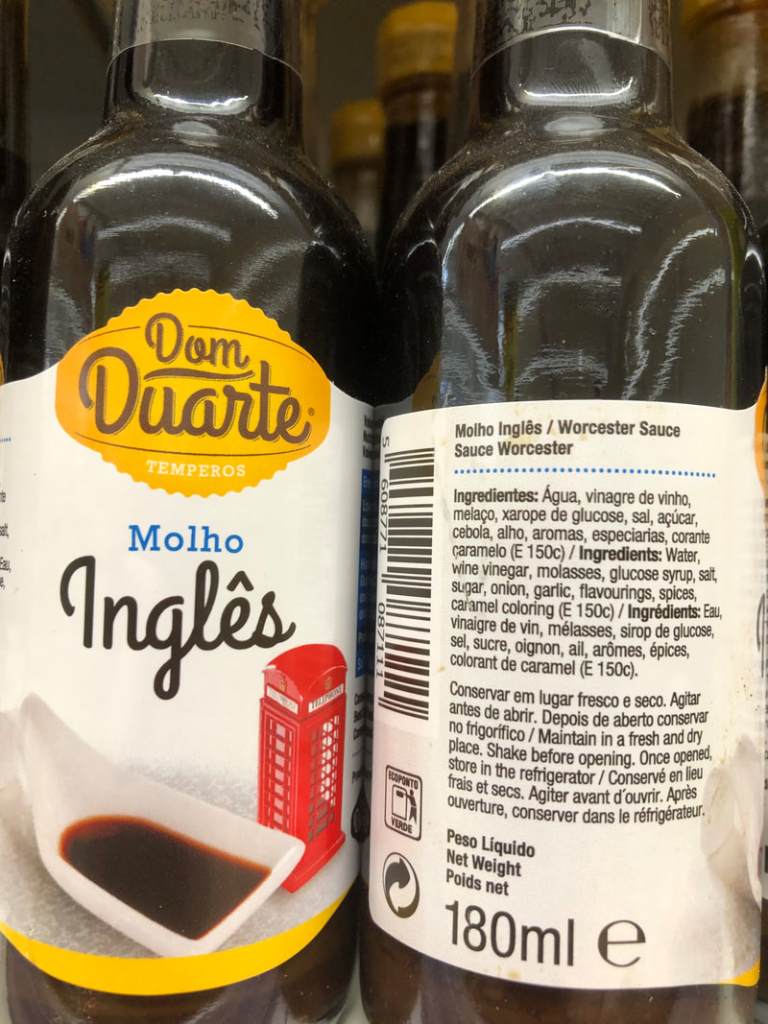 Dom
Duarte
TEMPEROS
Molho
Inglês
TELEPHONE
5 608771 087111
Molho Inglês / Worcester Sauce
Sauce Worcester
Ingredientes: Água, vinagre de vinho,
melaço, xarope de glucose, sal, açúcar,
cebola, alho, aromas, especiarias, corante
caramelo (E 150c) / Ingredients: Water,
wine vinegar, molasses, glucose syrup, salt,
sugar, onion, garlic, flavourings, spices,
caramel coloring (E 150c) / Ingrédients: Eau,
vinaigre de vin, mélasses, sirop de glucose,
sel, sucre, oignon, ail, arômes, épices,
colorant de caramel (E 150c).
Conservar em lugar fresco e seco. Agitar
antes de abrir. Depois de aberto conservar
no frigorífico / Maintain in a fresh and dry
place. Shake before opening. Once opened,
store in the refrigerator / Conservé en lieu
frais et secs. Agiter avant d´ouvrir. Après
ouverture, conserver dans le réfrigérateur.
ECOPONTO
VERDE
Peso Líquido
Net Weight
Poids net
180ml e